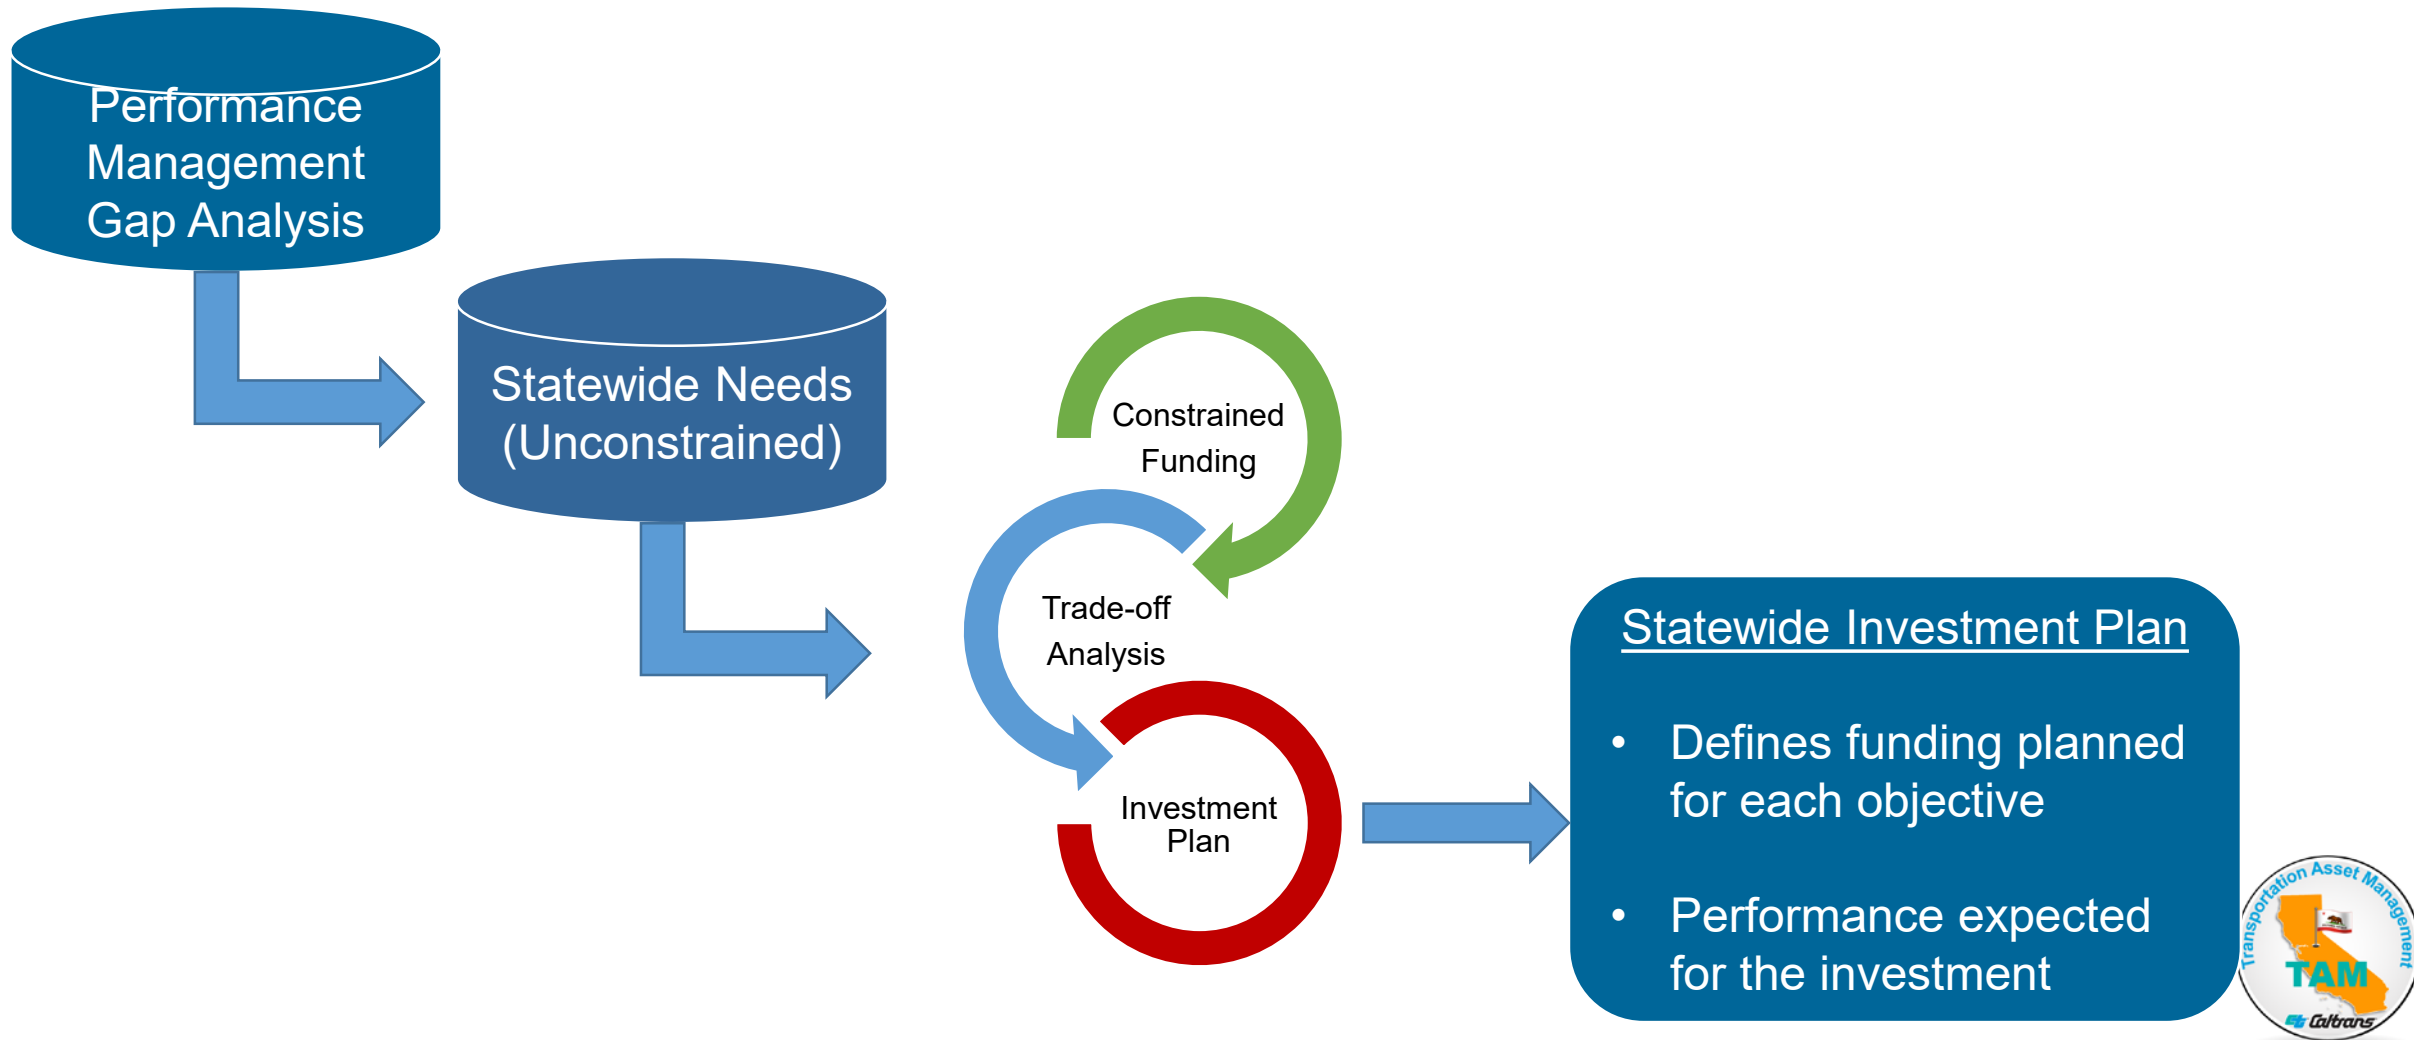 Performance
Management
Gap Analysis
Statewide Needs
(Unconstrained)
Constrained
Funding
Trade-off
Analysis
Investment
Plan
Statewide Investment Plan
• Defines funding planned
for each objective
• Performance expected
for the investment
Transportation Asset Management
TAM
ct Caltrans